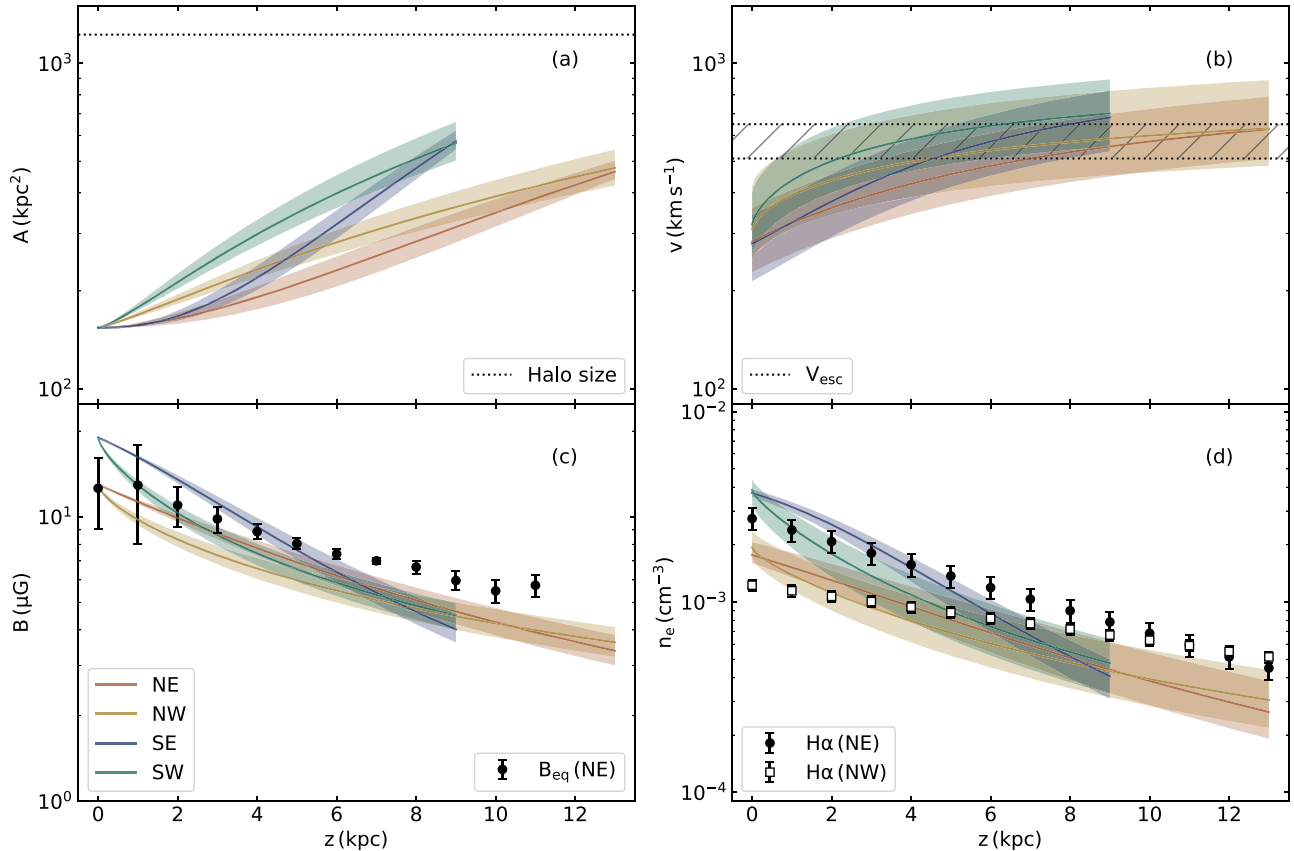 (a)
10³
A (kpc²)
10²
Halo size
(b)
10³
v (km s⁻¹)
10²
V_esc
(c)
10¹
B (μG)
10⁰
NE
NW
SE
SW
B_eq (NE)
0 2 4 6 8 10 12
z (kpc)
(d)
10⁻²
10⁻³
n_e (cm⁻³)
10⁻⁴
Hα (NE)
Hα (NW)
0 2 4 6 8 10 12
z (kpc)